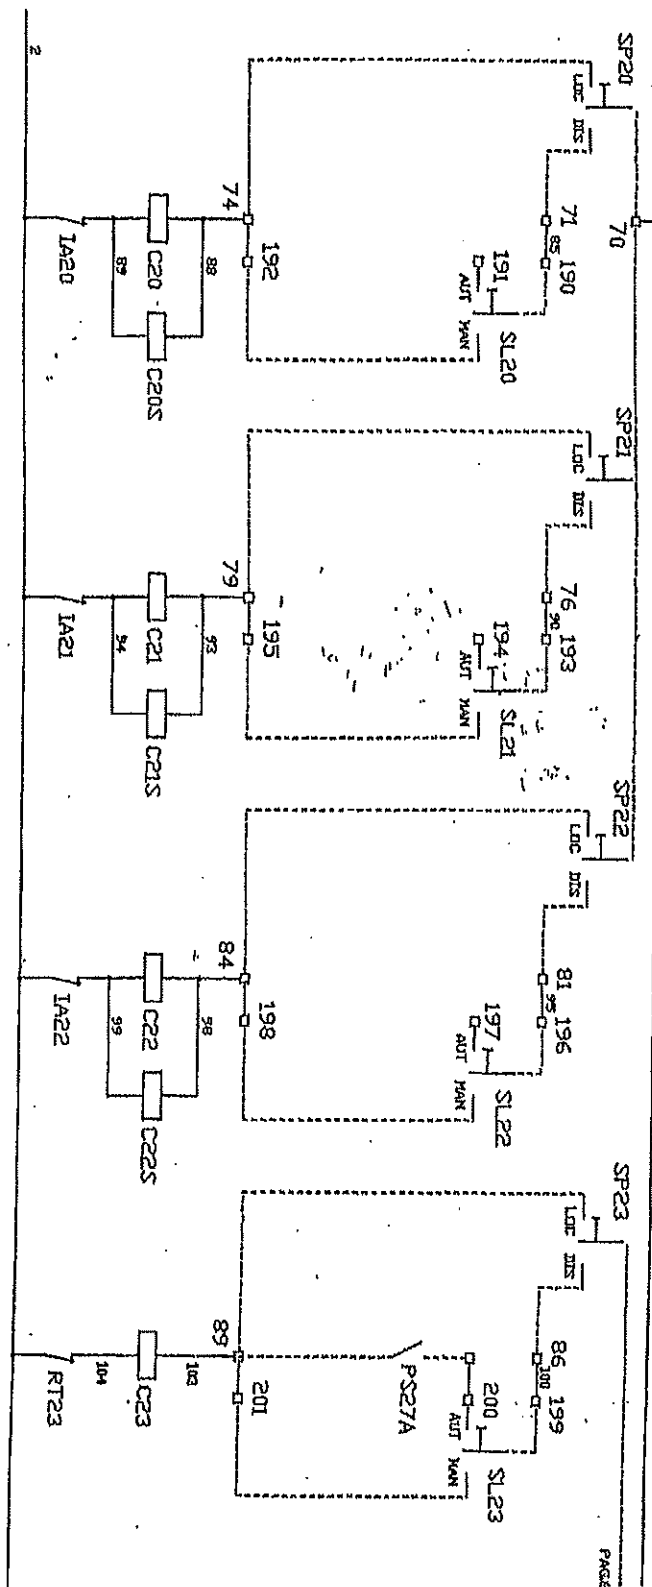 2
SP20
LOC DIS
70
71 85 190
191
AUT MAN
SL20
74 192
88
C20 C20S
89
IA20
SP21
LOC DIS
76 90 193
194
AUT MAN
SL21
79 195
93
C21 C21S
94
IA21
SP22
LOC DIS
81 95 196
197
AUT MAN
SL22
84 198
98
C22 C22S
99
IA22
SP23
LOC DIS
86 100 199
200
AUT MAN
SL23
PS27A
89 201
103
C23
104
RT23
PAGE